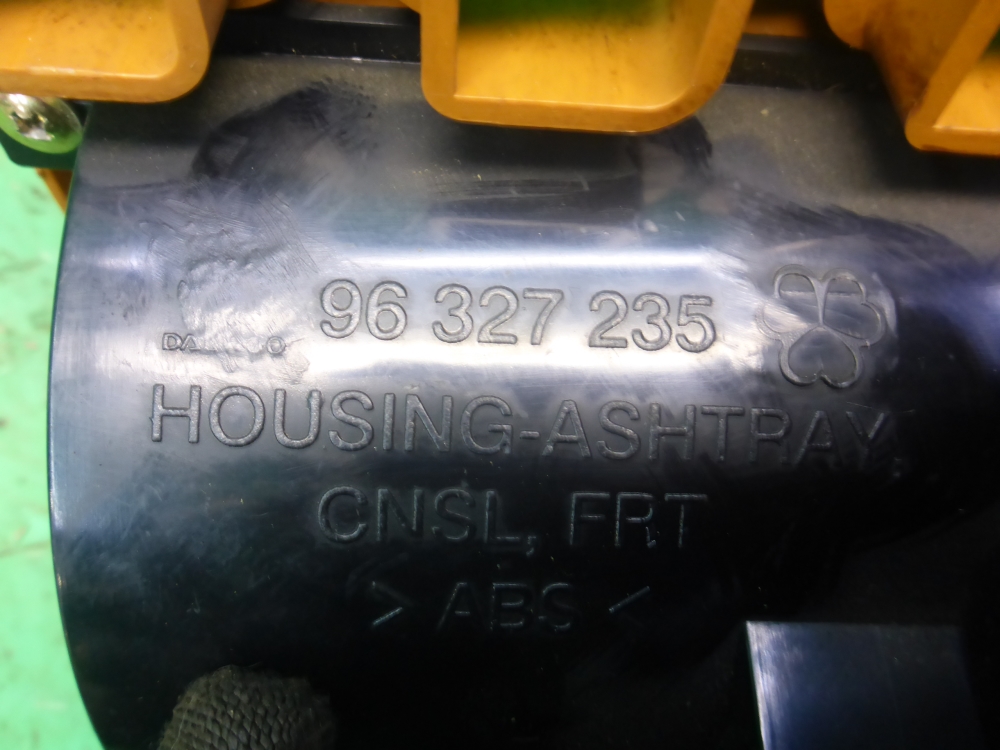 96 327 235
HOUSING-ASHTRAY,
CNSL, FRT
> ABS <